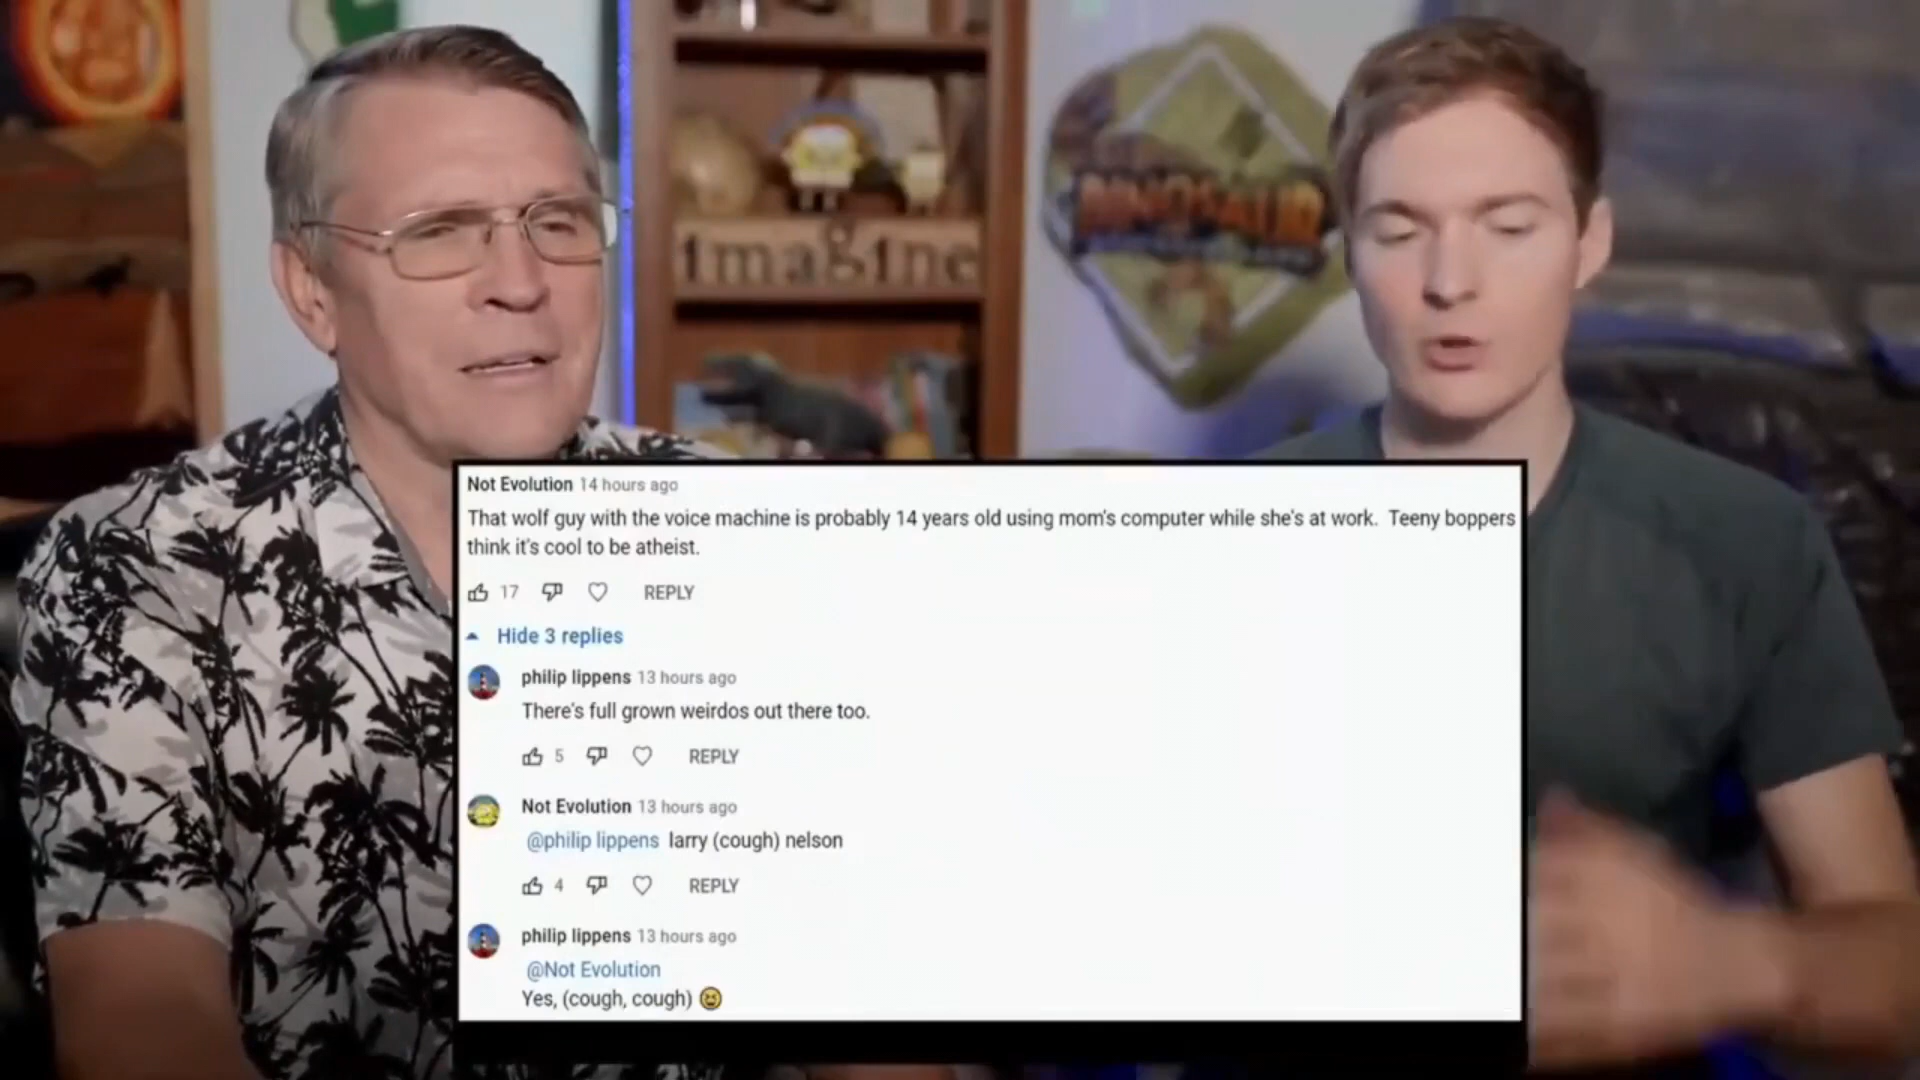 imagine
DINOSAUR
Not Evolution 14 hours ago
That wolf guy with the voice machine is probably 14 years old using mom's computer while she's at work. Teeny boppers
think it's cool to be atheist.
17 REPLY
Hide 3 replies
philip lippens 13 hours ago
There's full grown weirdos out there too.
5 REPLY
Not Evolution 13 hours ago
@philip lippens larry (cough) nelson
4 REPLY
philip lippens 13 hours ago
@Not Evolution
Yes, (cough, cough) 😆